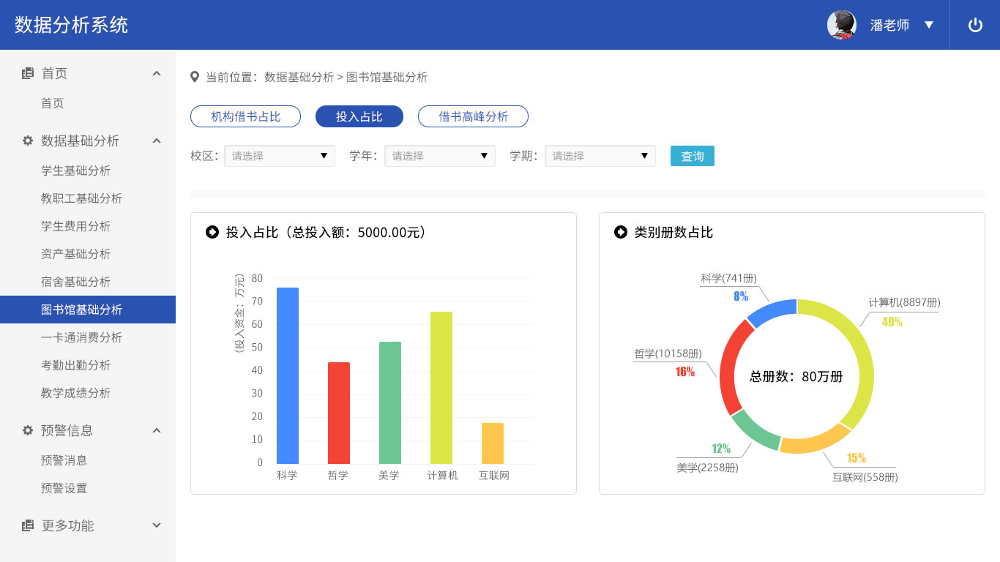 数据分析系统
潘老师
首页
首页
数据基础分析
学生基础分析
教职工基础分析
学生费用分析
资产基础分析
宿舍基础分析
图书馆基础分析
一卡通消费分析
考勤出勤分析
教学成绩分析
预警信息
预警消息
预警设置
更多功能
当前位置：数据基础分析 > 图书馆基础分析
机构借书占比 投入占比 借书高峰分析
校区： 请选择 学年： 请选择 学期： 请选择 查询
投入占比（总投入额：5000.00元）
（投入资金：万元）
80
70
60
50
40
30
20
10
0
科学 哲学 美学 计算机 互联网
类别册数占比
科学(741册)
8%
计算机(8897册)
49%
哲学(10158册)
16%
总册数：80万册
12%
美学(2258册)
15%
互联网(558册)